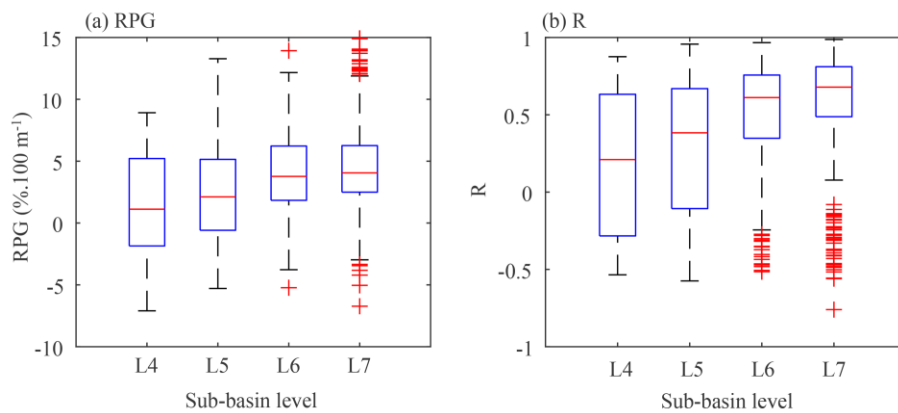 (a) RPG
15
10
5
0
-5
-10
RPG (%.100 m⁻¹)
L4 L5 L6 L7
Sub-basin level
(b) R
1
0.5
0
-0.5
-1
R
L4 L5 L6 L7
Sub-basin level